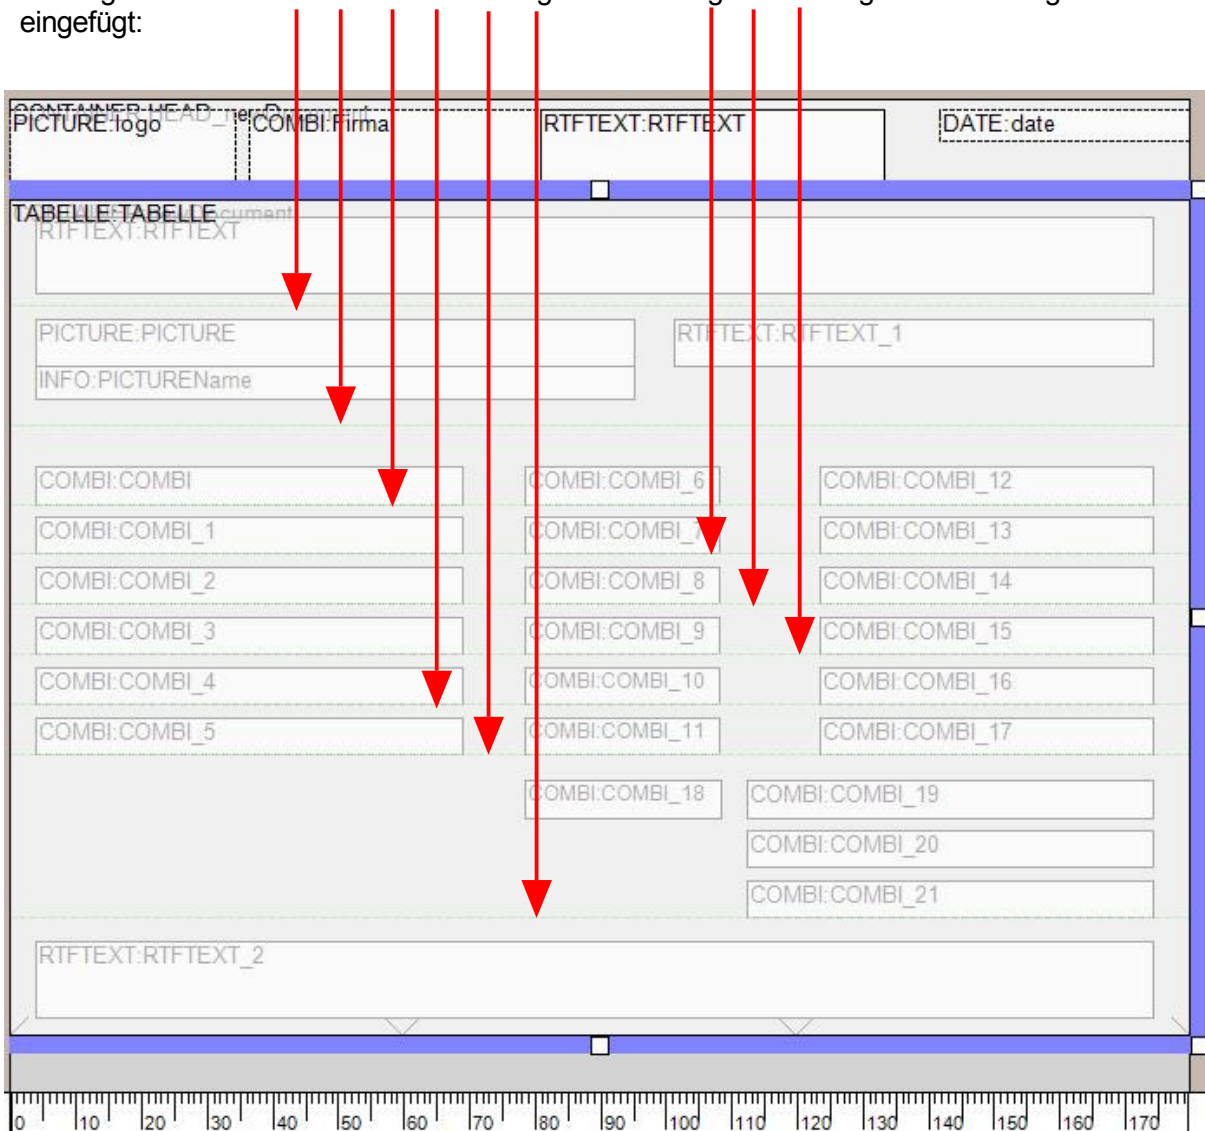 eingefügt:
CONTAINER:HEAD_newDocument
PICTURE:logo COMBI:Firma RTFTEXT:RTFTEXT DATE:date
TABELLE:TABELLE
RTFTEXT:RTFTEXT
PICTURE:PICTURE RTFTEXT:RTFTEXT_1
INFO:PICTUREName
COMBI:COMBI COMBI:COMBI_6 COMBI:COMBI_12
COMBI:COMBI_1 COMBI:COMBI_7 COMBI:COMBI_13
COMBI:COMBI_2 COMBI:COMBI_8 COMBI:COMBI_14
COMBI:COMBI_3 COMBI:COMBI_9 COMBI:COMBI_15
COMBI:COMBI_4 COMBI:COMBI_10 COMBI:COMBI_16
COMBI:COMBI_5 COMBI:COMBI_11 COMBI:COMBI_17
COMBI:COMBI_18 COMBI:COMBI_19
COMBI:COMBI_20
COMBI:COMBI_21
RTFTEXT:RTFTEXT_2
0 10 20 30 40 50 60 70 80 90 100 110 120 130 140 150 160 170